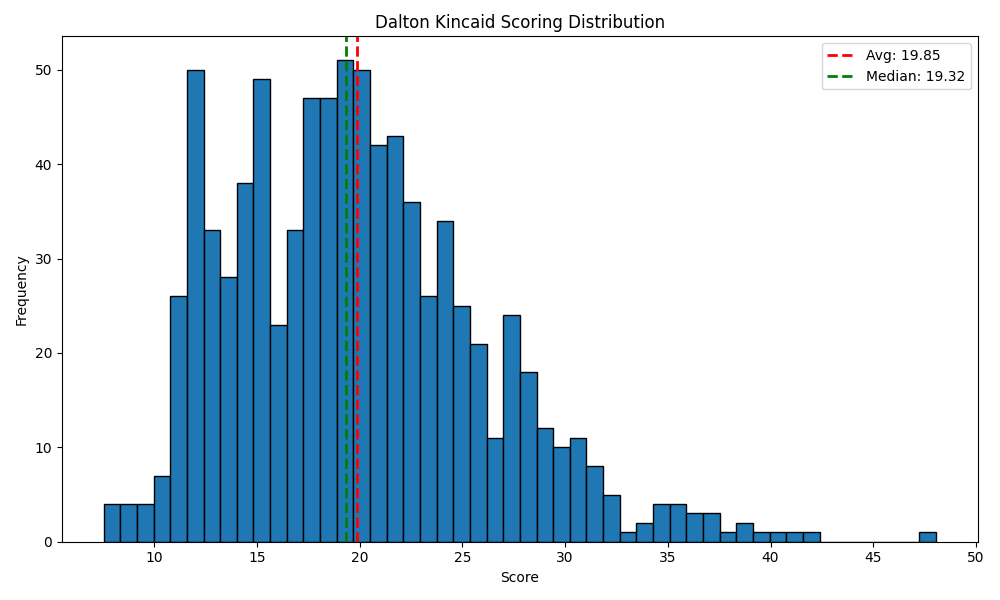 Dalton Kincaid Scoring Distribution
Avg: 19.85
Median: 19.32
Frequency
50
40
30
20
10
0
10 15 20 25 30 35 40 45 50
Score